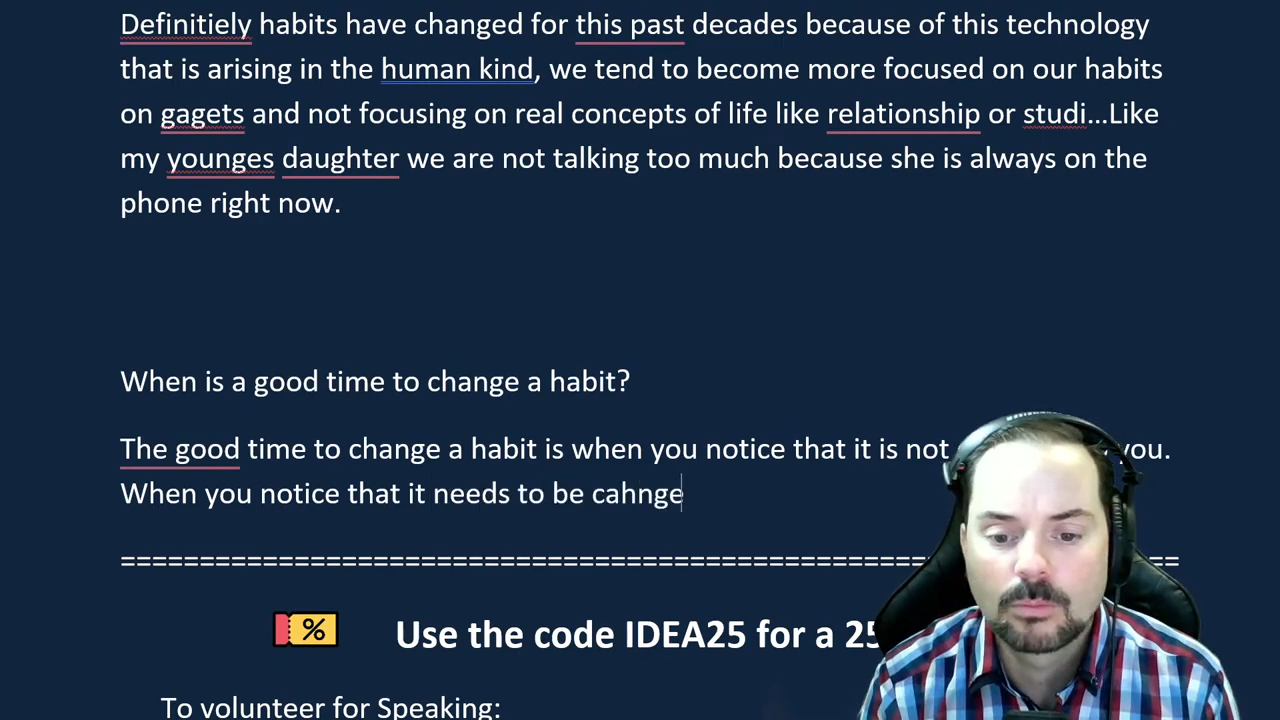 Definitiely habits have changed for this past decades because of this technology
that is arising in the human kind, we tend to become more focused on our habits
on gagets and not focusing on real concepts of life like relationship or studi...Like
my younges daughter we are not talking too much because she is always on the
phone right now.
When is a good time to change a habit?
The good time to change a habit is when you notice that it is not you.
When you notice that it needs to be cahnge
==================================================================
%
Use the code IDEA25 for a 25
To volunteer for Speaking: